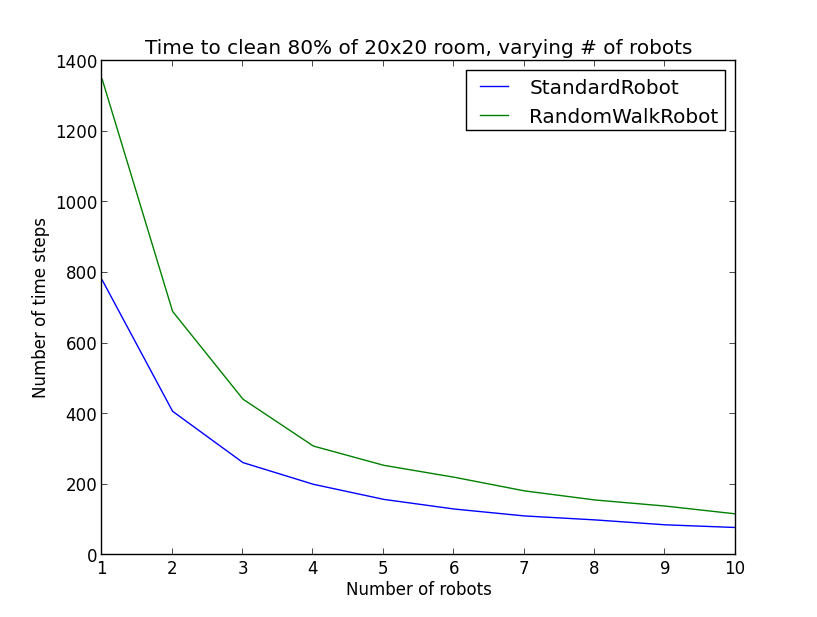 Time to clean 80% of 20x20 room, varying # of robots
StandardRobot
RandomWalkRobot
Number of time steps
1400
1200
1000
800
600
400
200
0
1 2 3 4 5 6 7 8 9 10
Number of robots